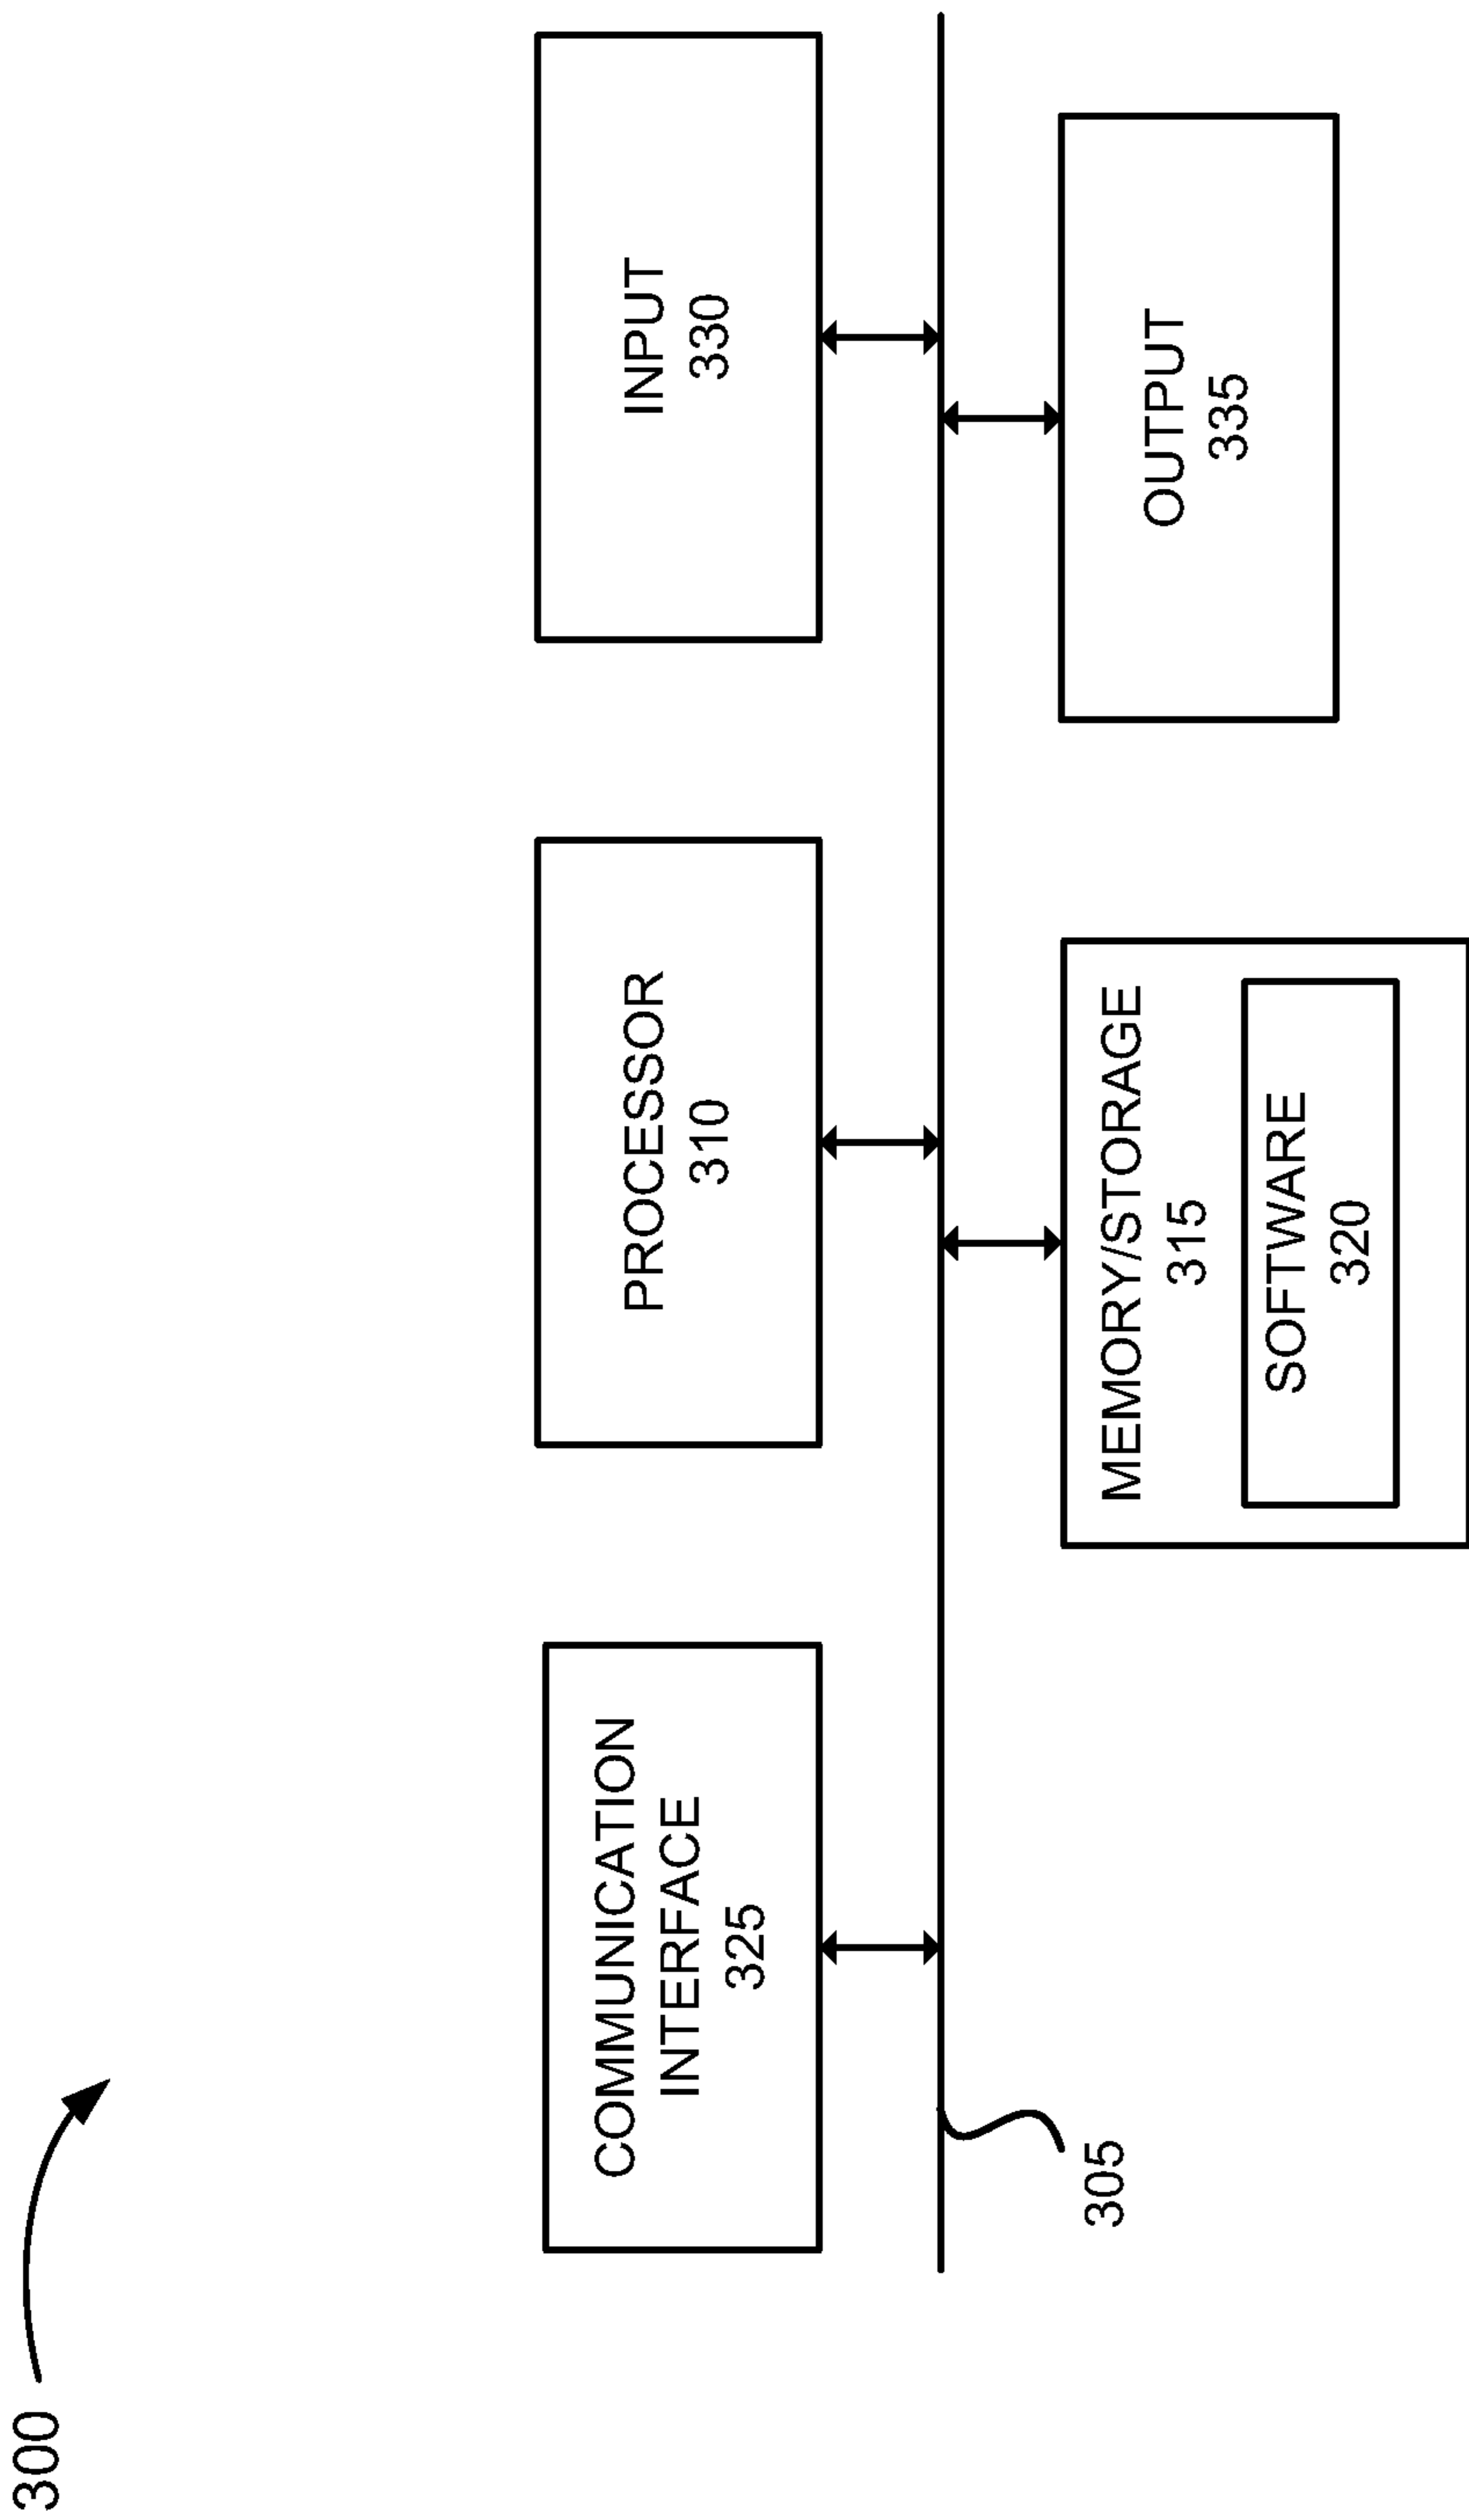 300
COMMUNICATION
INTERFACE
325
PROCESSOR
310
INPUT
330
305
MEMORY/STORAGE
315
SOFTWARE
320
OUTPUT
335